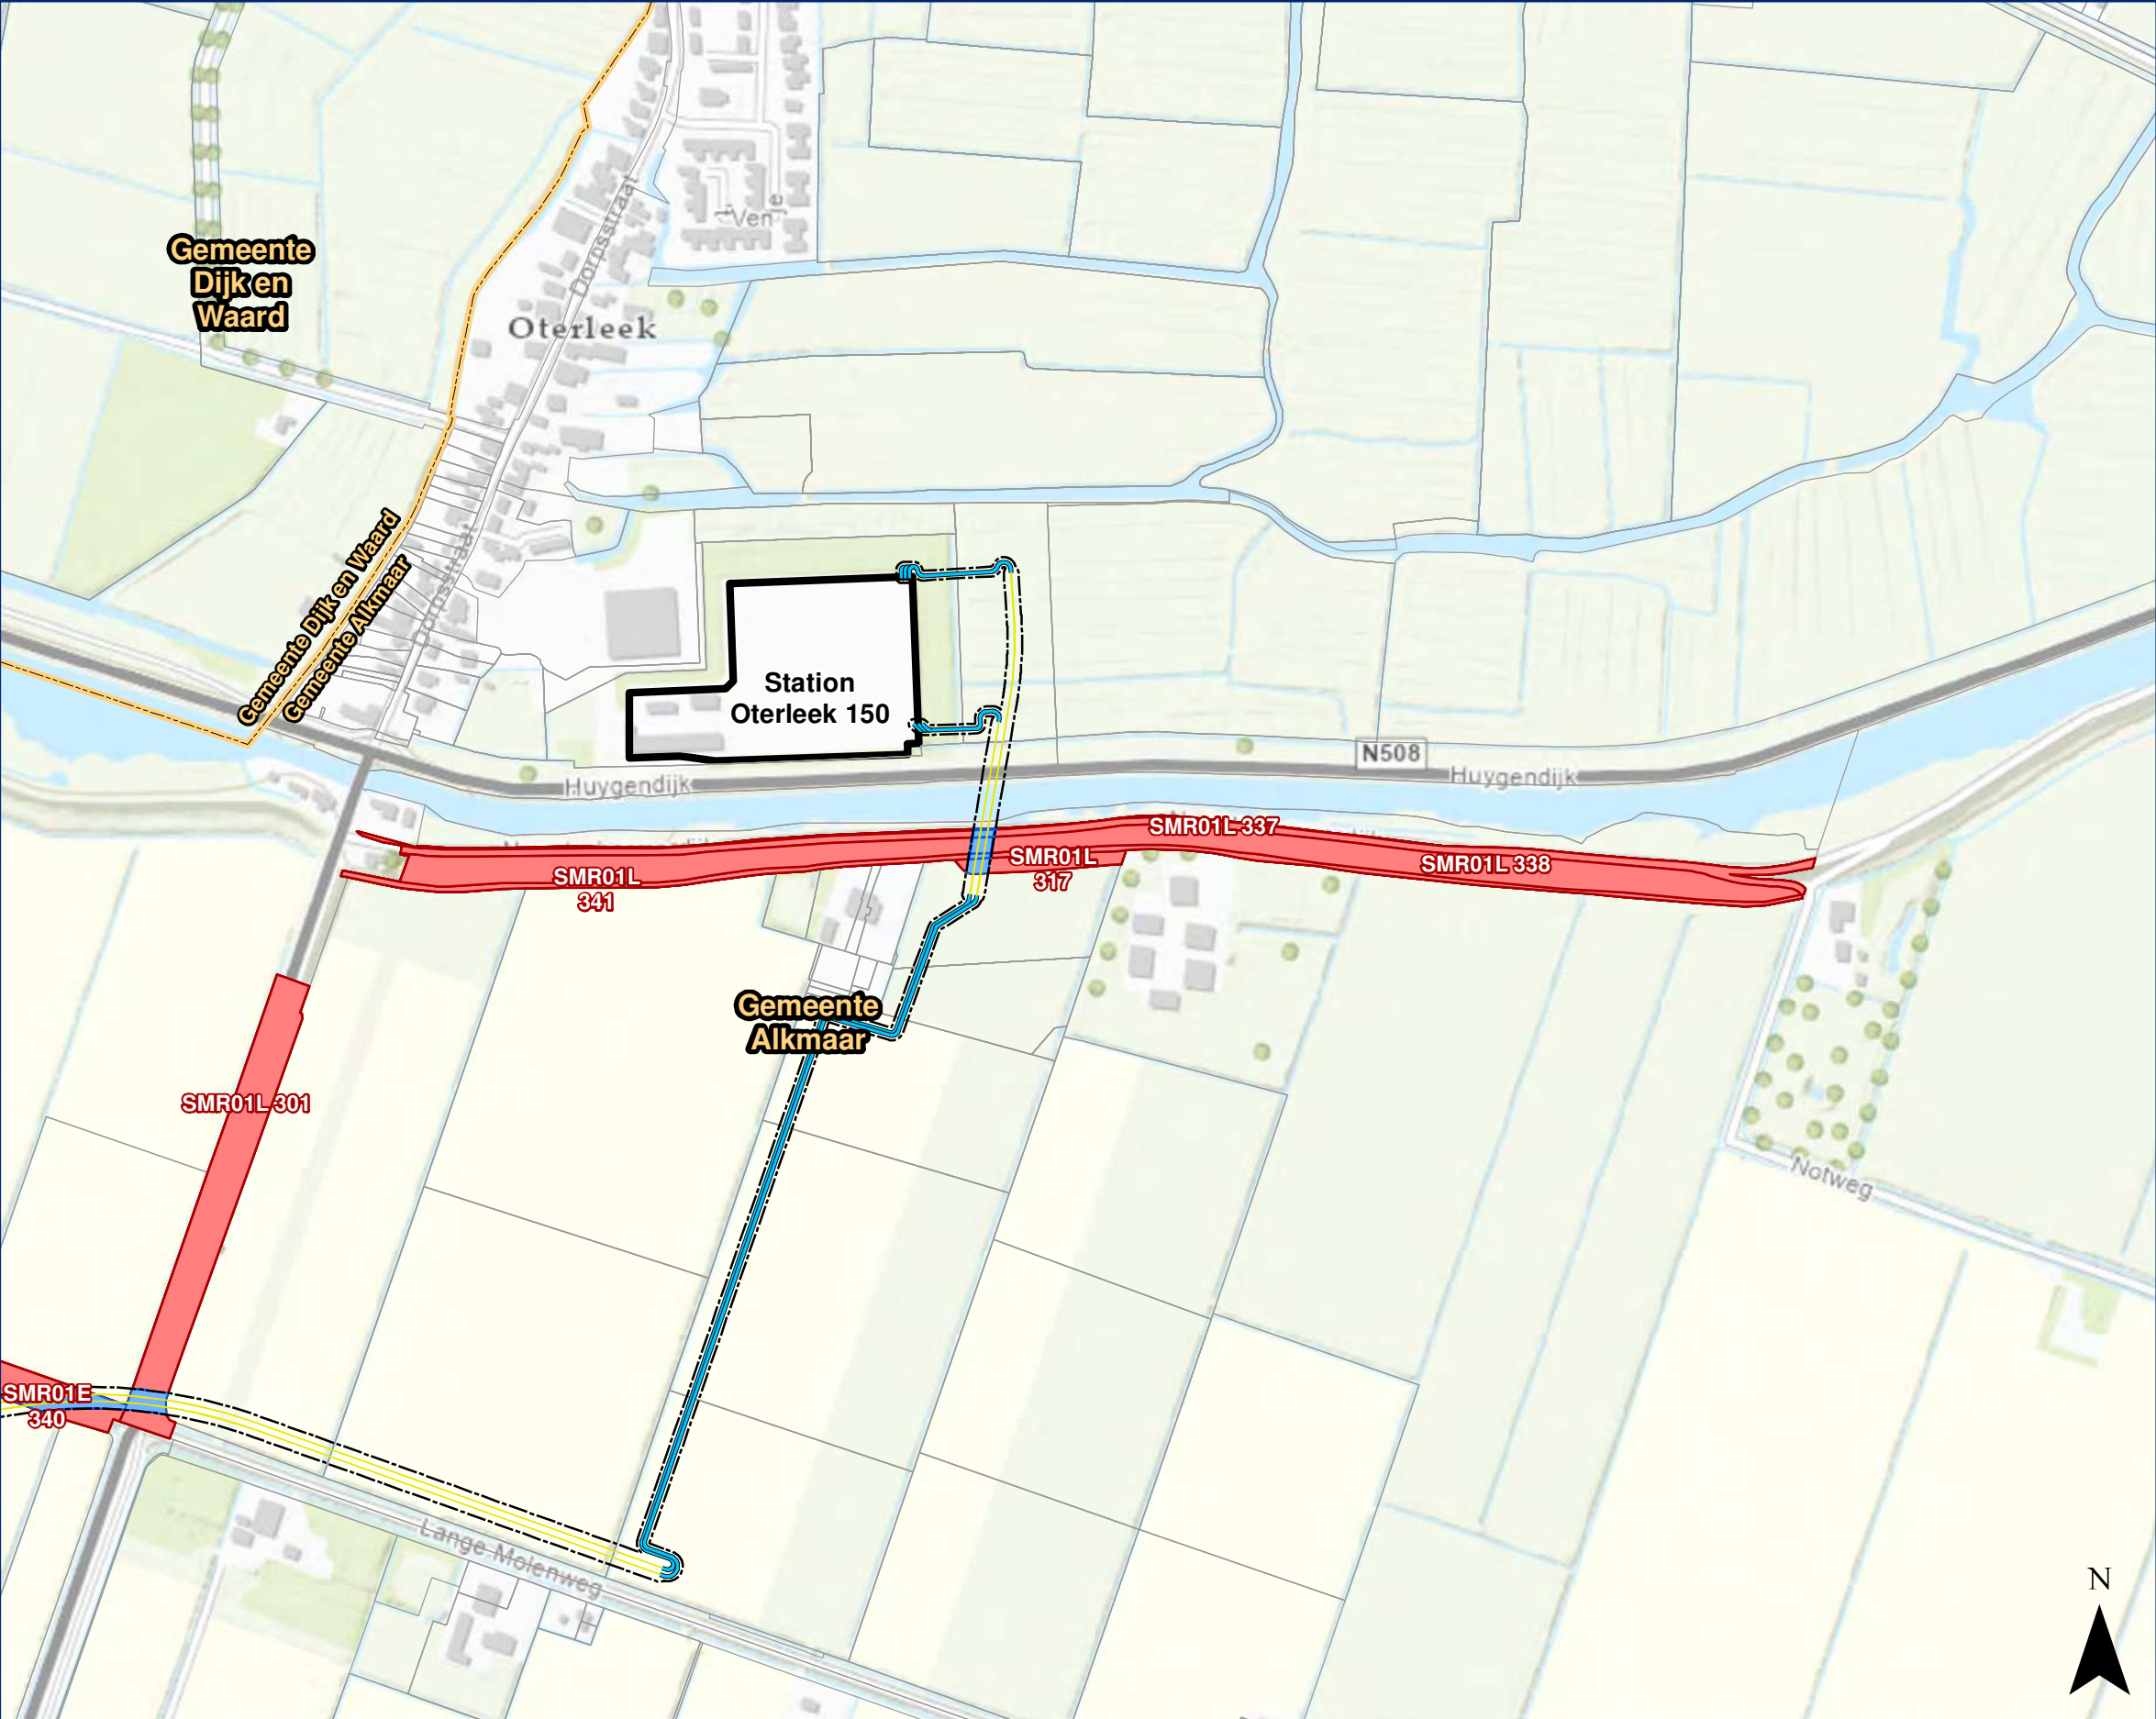 Ven
je
Dorpsstraat
Gemeente
Dijk en
Waard
Oterleek
Gemeente Dijk en Waard
Gemeente Alkmaar
Dorpsstraat
Station
Oterleek 150
N508
Huygendijk
Huygendijk
SMR01L 337
SMR01L
317
SMR01L 338
SMR01L
341
Gemeente
Alkmaar
SMR01L 301
Notweg
SMR01E
340
Lange Molenweg
N